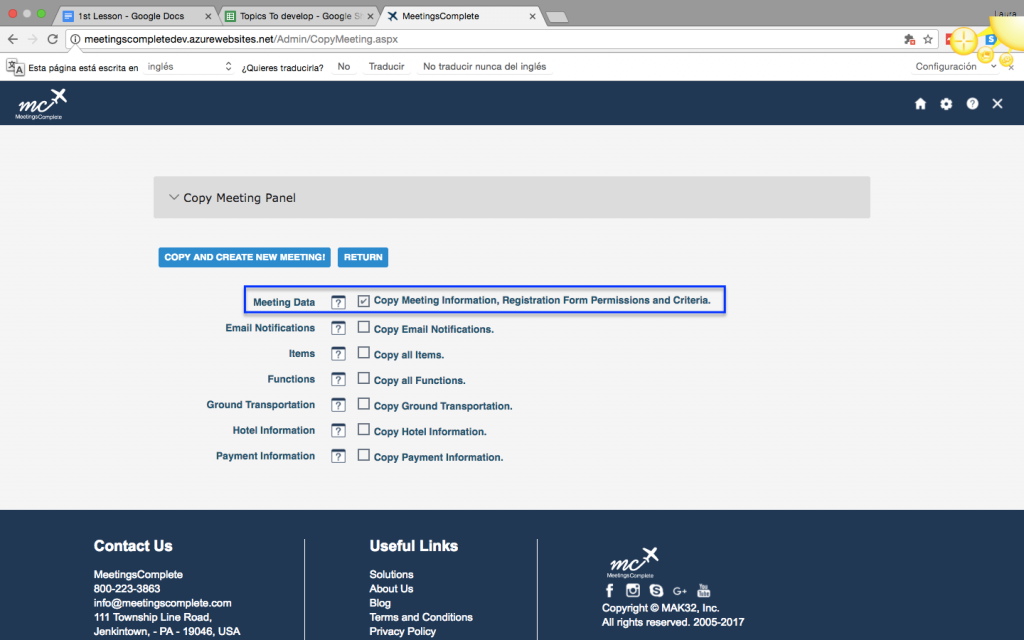 Laura
1st Lesson - Google Docs
Topics To develop - Google Sh
MeetingsComplete
meetingscompletedev.azurewebsites.net/Admin/CopyMeeting.aspx
Esta página está escrita en inglés ¿Quieres traducirla? No Traducir No traducir nunca del inglés Configuración
mc
MeetingsComplete
Copy Meeting Panel
COPY AND CREATE NEW MEETING! RETURN
Meeting Data ? Copy Meeting Information, Registration Form Permissions and Criteria.
Email Notifications ? Copy Email Notifications.
Items ? Copy all Items.
Functions ? Copy all Functions.
Ground Transportation ? Copy Ground Transportation.
Hotel Information ? Copy Hotel Information.
Payment Information ? Copy Payment Information.
Contact Us
MeetingsComplete
800-223-3863
info@meetingscomplete.com
111 Township Line Road,
Jenkintown, - PA - 19046, USA
Useful Links
Solutions
About Us
Blog
Terms and Conditions
Privacy Policy
mc
MeetingsComplete
Copyright © MAK32, Inc.
All rights reserved. 2005-2017